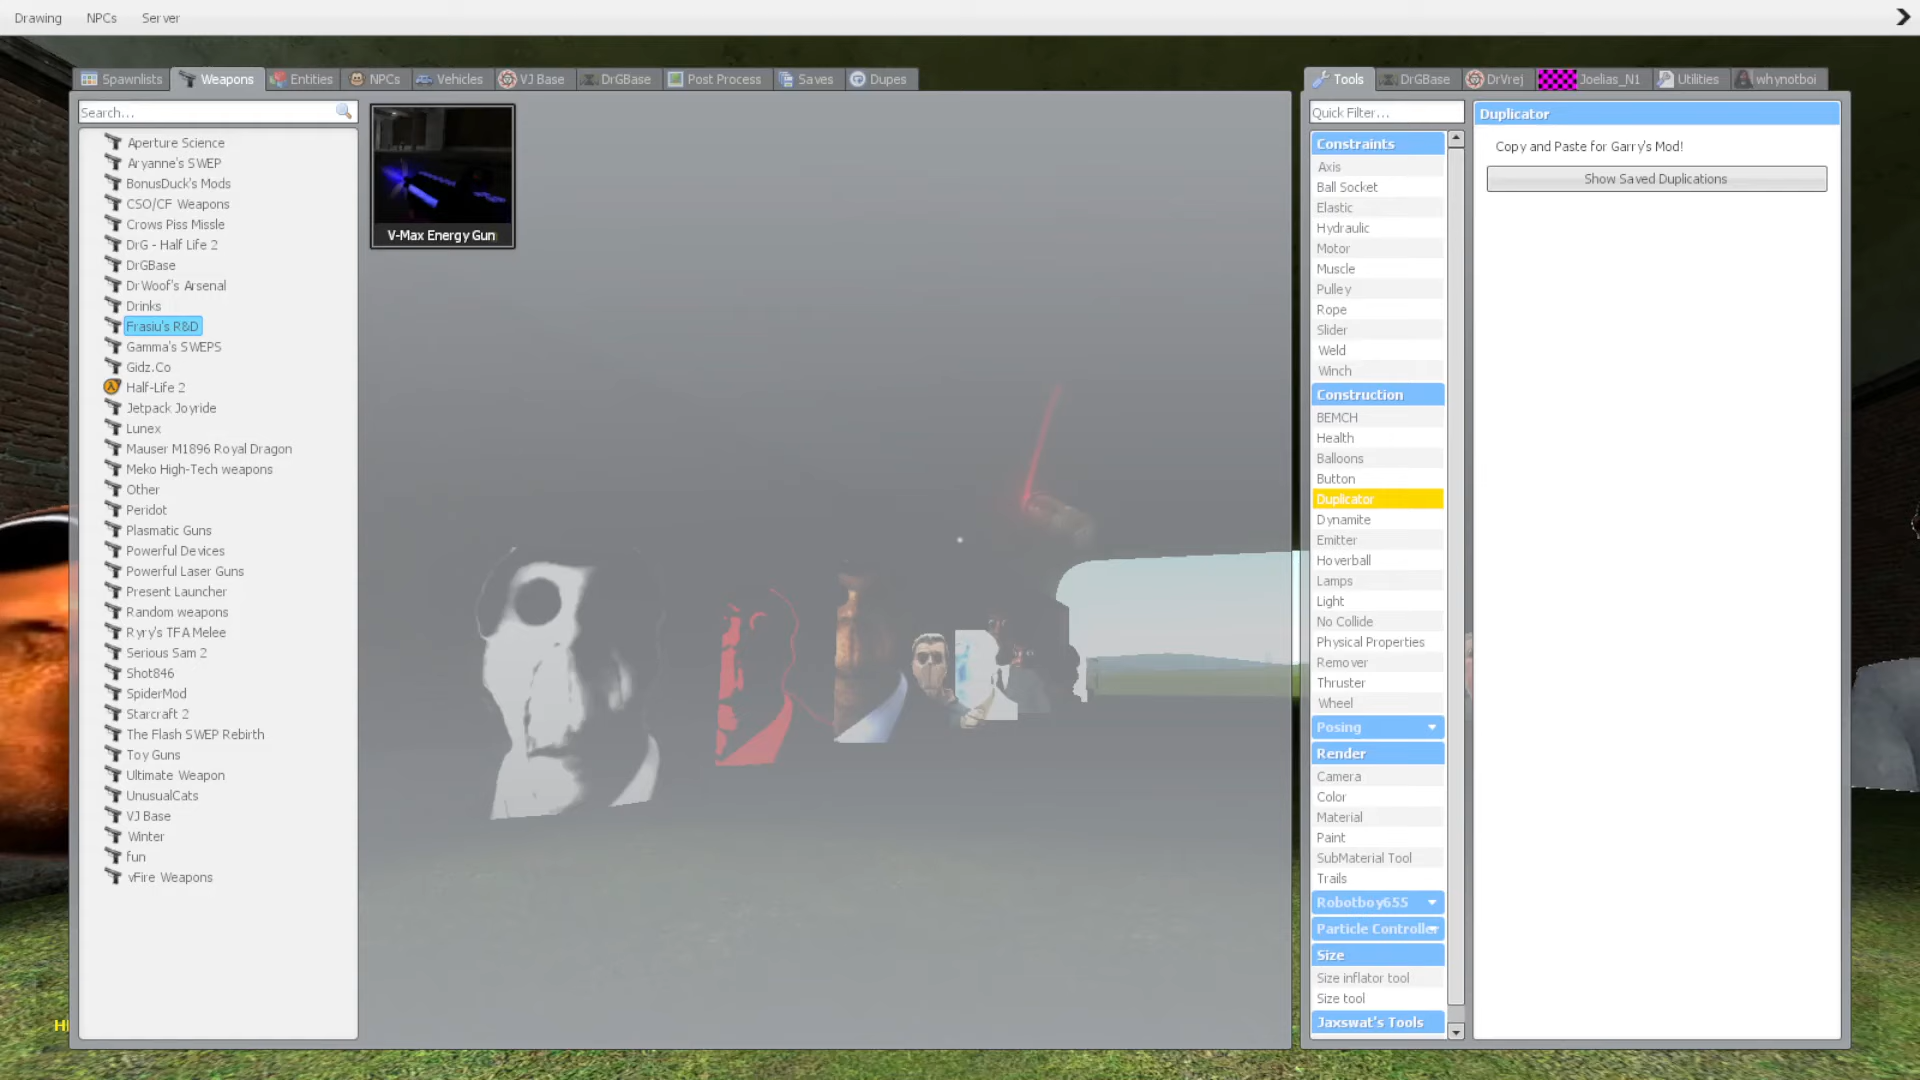 Drawing NPCs Server
Spawnlists Weapons Entities NPCs Vehicles VJ Base DrGBase Post Process Saves Dupes
Search...
Aperture Science
Aryanne's SWEP
BonusDuck's Mods
CSO/CF Weapons
Crows Piss Missle
DrG - Half Life 2
DrGBase
DrWoof's Arsenal
Drinks
Frasiu's R&D
Gamma's SWEPS
Gidz.Co
Half-Life 2
Jetpack Joyride
Lunex
Mauser M1896 Royal Dragon
Meko High-Tech weapons
Other
Peridot
Plasmatic Guns
Powerful Devices
Powerful Laser Guns
Present Launcher
Random weapons
Ryry's TFA Melee
Serious Sam 2
Shot846
SpiderMod
Starcraft 2
The Flash SWEP Rebirth
Toy Guns
Ultimate Weapon
UnusualCats
VJ Base
Winter
fun
vFire Weapons
V-Max Energy Gun
Tools DrGBase DrVrej Joelias_N1 Utilities whynotboi
Quick Filter...
Constraints
Axis
Ball Socket
Elastic
Hydraulic
Motor
Muscle
Pulley
Rope
Slider
Weld
Winch
Construction
BEMCH
Health
Balloons
Button
Duplicator
Dynamite
Emitter
Hoverball
Lamps
Light
No Collide
Physical Properties
Remover
Thruster
Wheel
Posing
Render
Camera
Color
Material
Paint
SubMaterial Tool
Trails
Robotboy655
Particle Controller
Size
Size inflator tool
Size tool
Jaxswat's Tools
Duplicator
Copy and Paste for Garry's Mod!
Show Saved Duplications